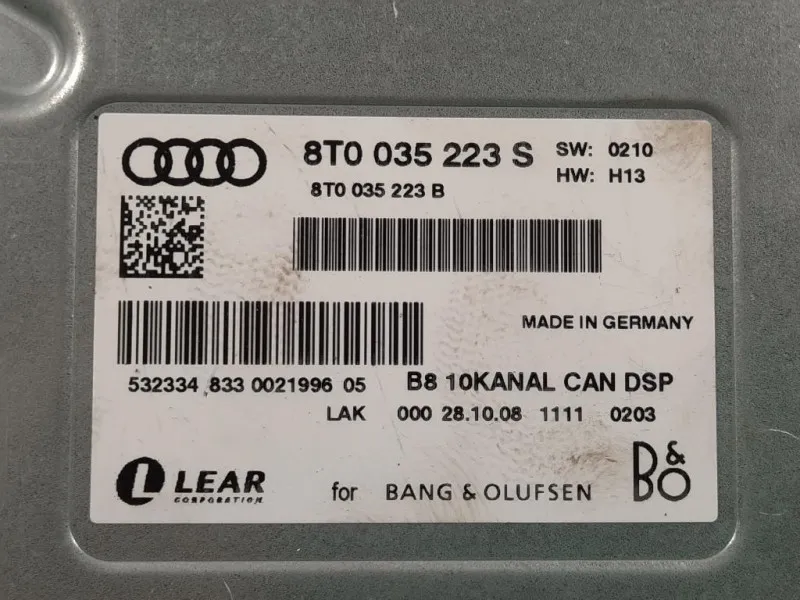 8T0 035 223 S SW: 0210
8T0 035 223 B HW: H13
MADE IN GERMANY
532334 833 0021996 05 B8 10KANAL CAN DSP
LAK 000 28.10.08 1111 0203
LEAR
CORPORATION
for BANG & OLUFSEN
B&O